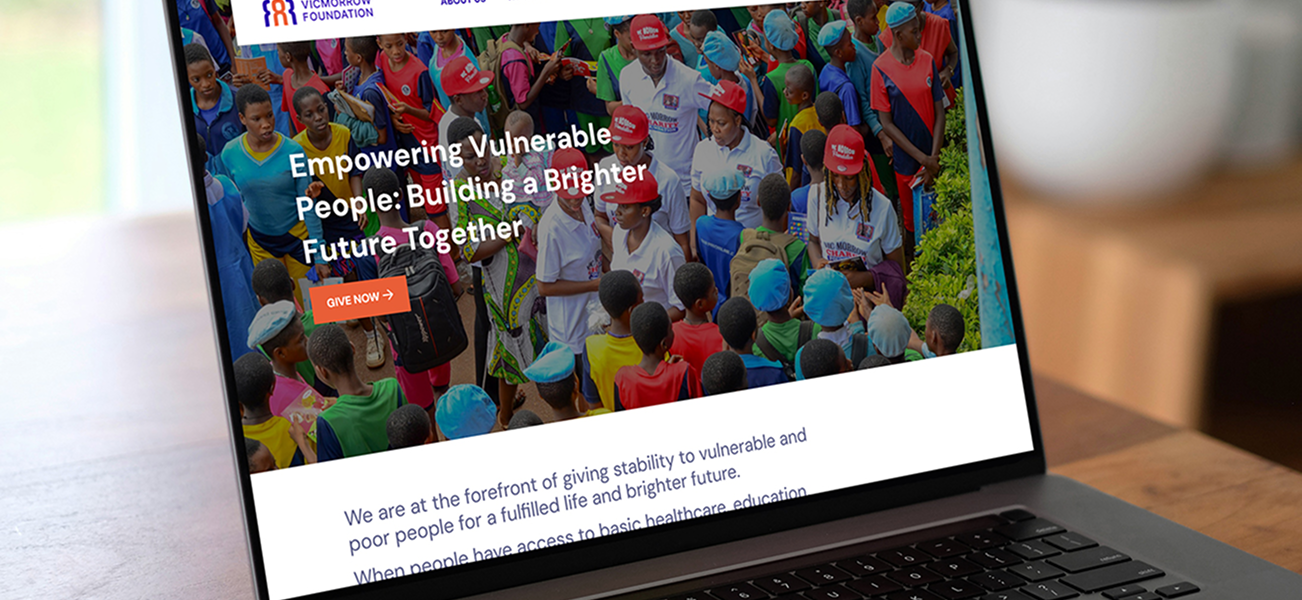 VICMORROW
FOUNDATION
ABOUT US
Empowering Vulnerable
People: Building a Brighter
Future Together
GIVE NOW →
We are at the forefront of giving stability to vulnerable and
poor people for a fulfilled life and brighter future.
When people have access to basic healthcare, education